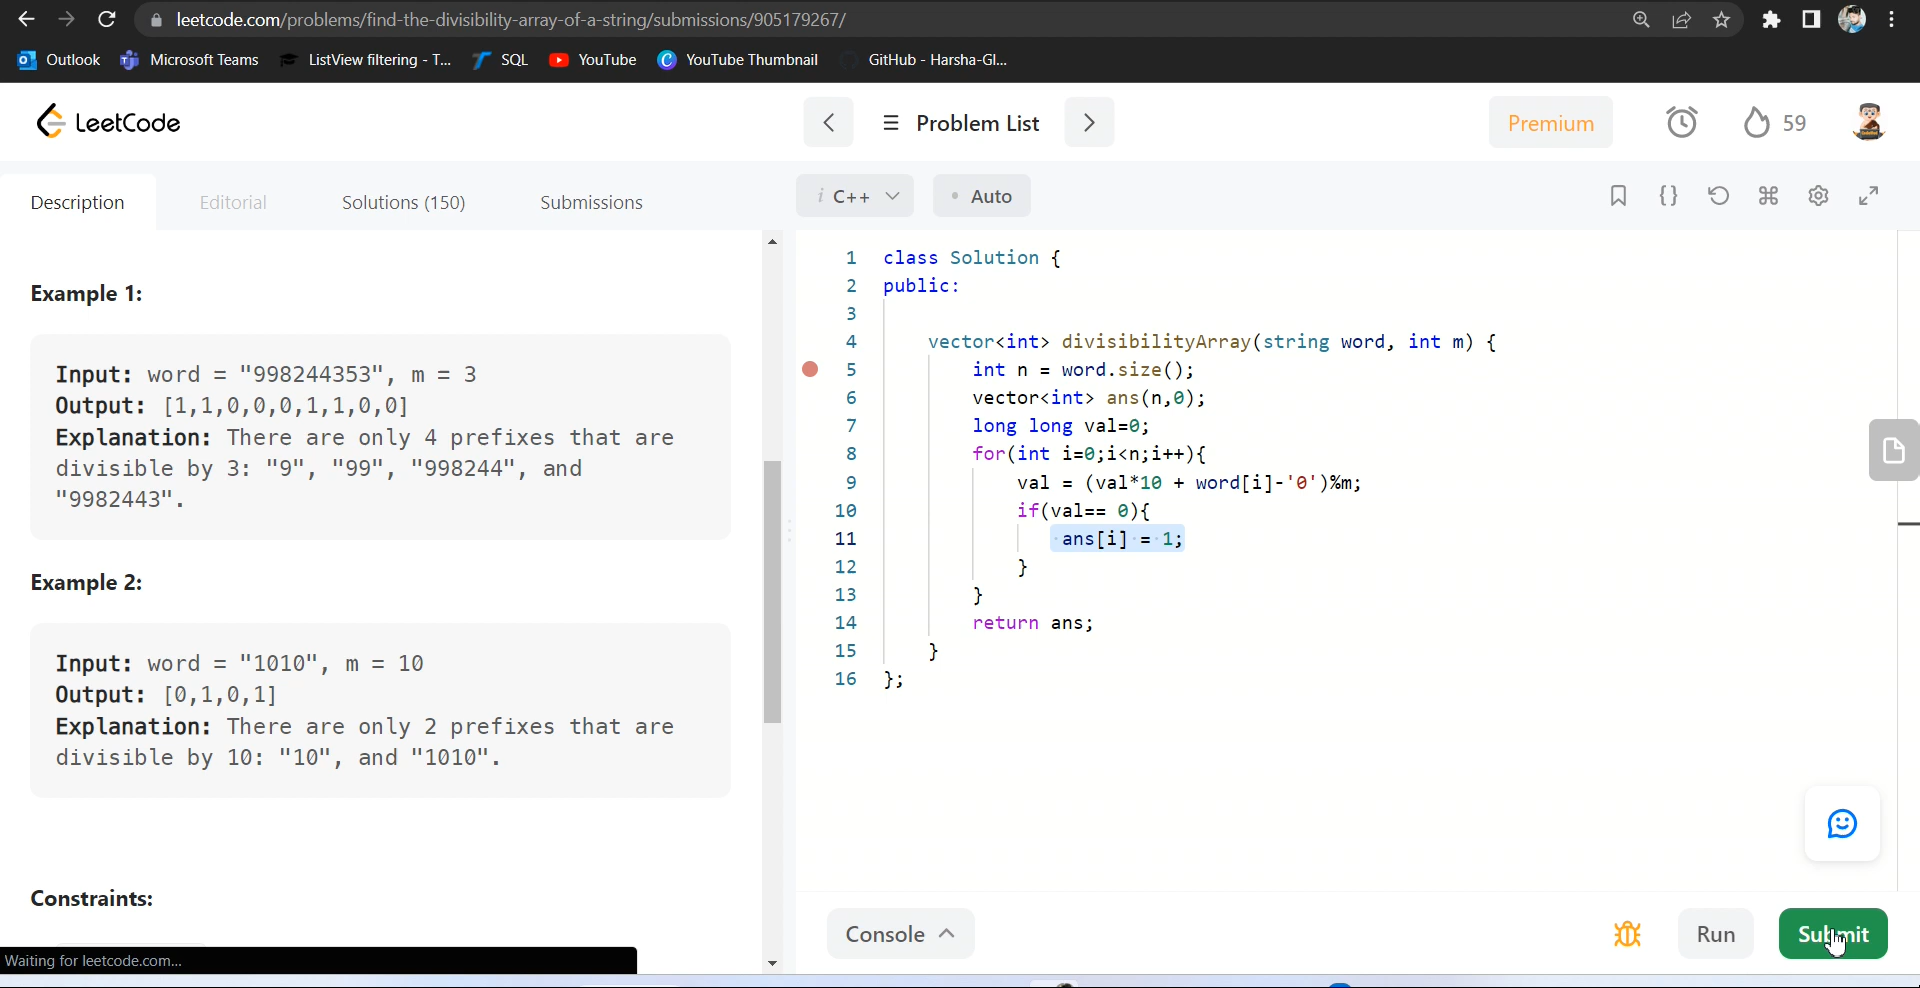 leetcode.com/problems/find-the-divisibility-array-of-a-string/submissions/905179267/
Outlook
Microsoft Teams
ListView filtering - T...
SQL
YouTube
YouTube Thumbnail
GitHub - Harsha-Gl...
LeetCode
Problem List
Premium
59
Description
Editorial
Solutions (150)
Submissions
i C++
Auto
Example 1:
Input: word = "998244353", m = 3
Output: [1,1,0,0,0,1,1,0,0]
Explanation: There are only 4 prefixes that are
divisible by 3: "9", "99", "998244", and
"9982443".
Example 2:
Input: word = "1010", m = 10
Output: [0,1,0,1]
Explanation: There are only 2 prefixes that are
divisible by 10: "10", and "1010".
Constraints:
Waiting for leetcode.com...
1 class Solution {
2 public:
3
4 vector<int> divisibilityArray(string word, int m) {
5 int n = word.size();
6 vector<int> ans(n,0);
7 long long val=0;
8 for(int i=0;i<n;i++){
9 val = (val*10 + word[i]-'0')%m;
10 if(val== 0){
11 ans[i] = 1;
12 }
13 }
14 return ans;
15 }
16 };
Console
Run
Submit